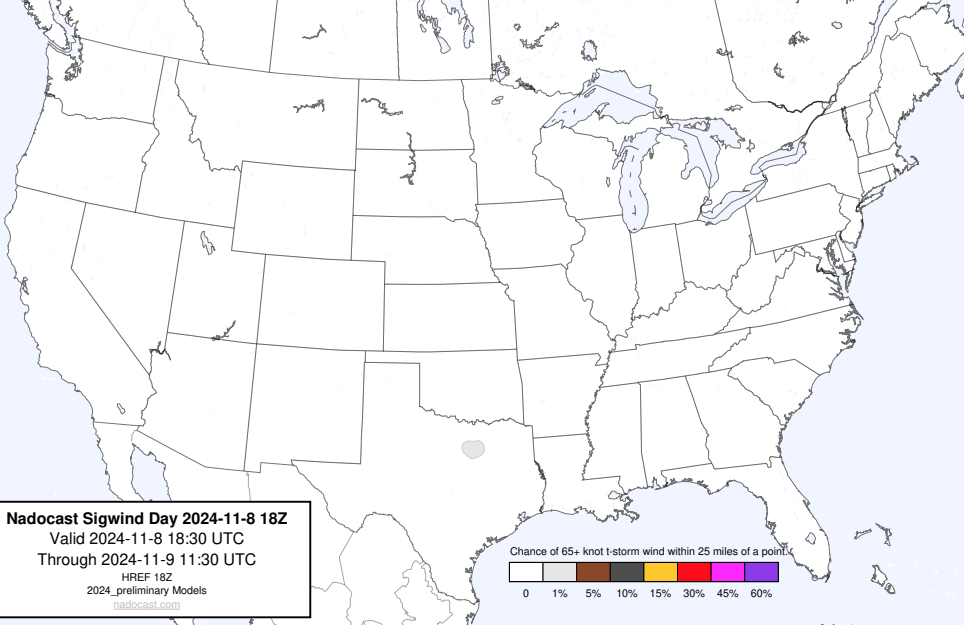 Nadocast Sigwind Day 2024-11-8 18Z
Valid 2024-11-8 18:30 UTC
Through 2024-11-9 11:30 UTC
HREF 18Z
2024_preliminary Models
nadocast.com
Chance of 65+ knot t-storm wind within 25 miles of a point.
0 1% 5% 10% 15% 30% 45% 60%